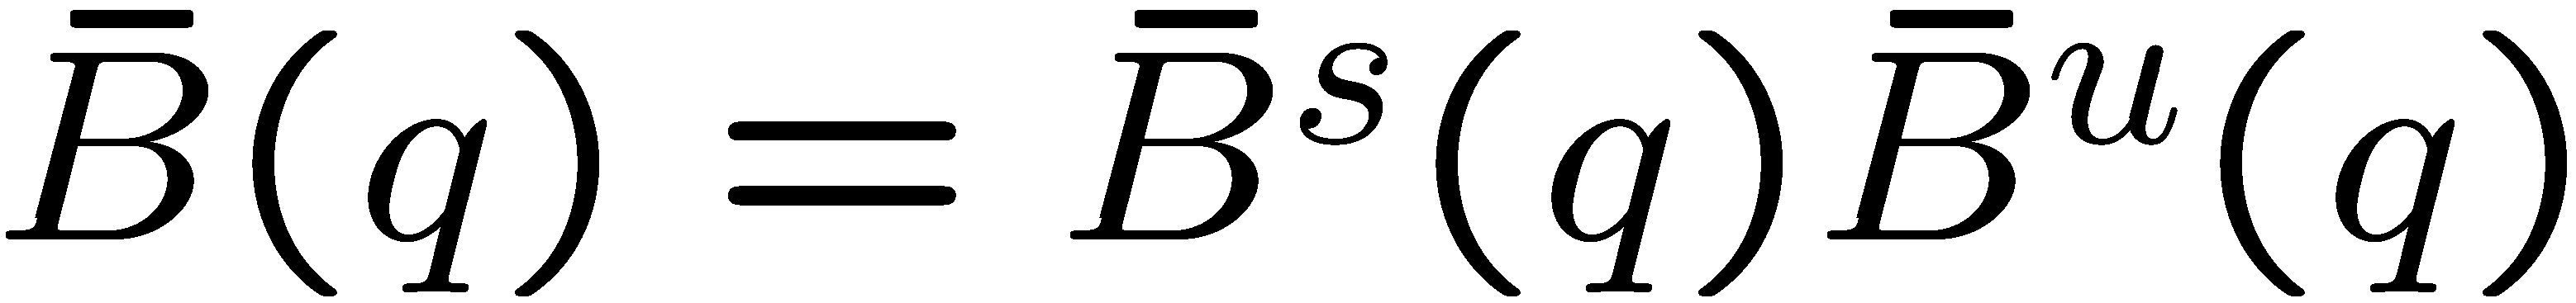 B̄(q) = B̄ˢ(q)B̄ᵘ(q)